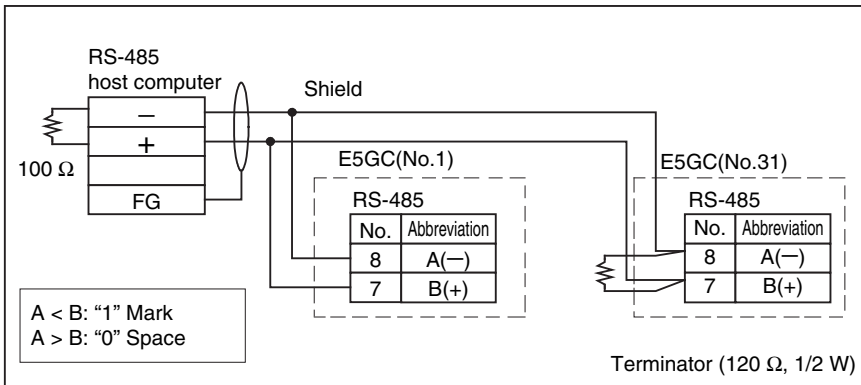 RS-485
host computer
−
+
100 Ω
FG
Shield
E5GC(No.1)
RS-485
No. Abbreviation
8 A(−)
7 B(+)
E5GC(No.31)
RS-485
No. Abbreviation
8 A(−)
7 B(+)
A < B: “1” Mark
A > B: “0” Space
Terminator (120 Ω, 1/2 W)